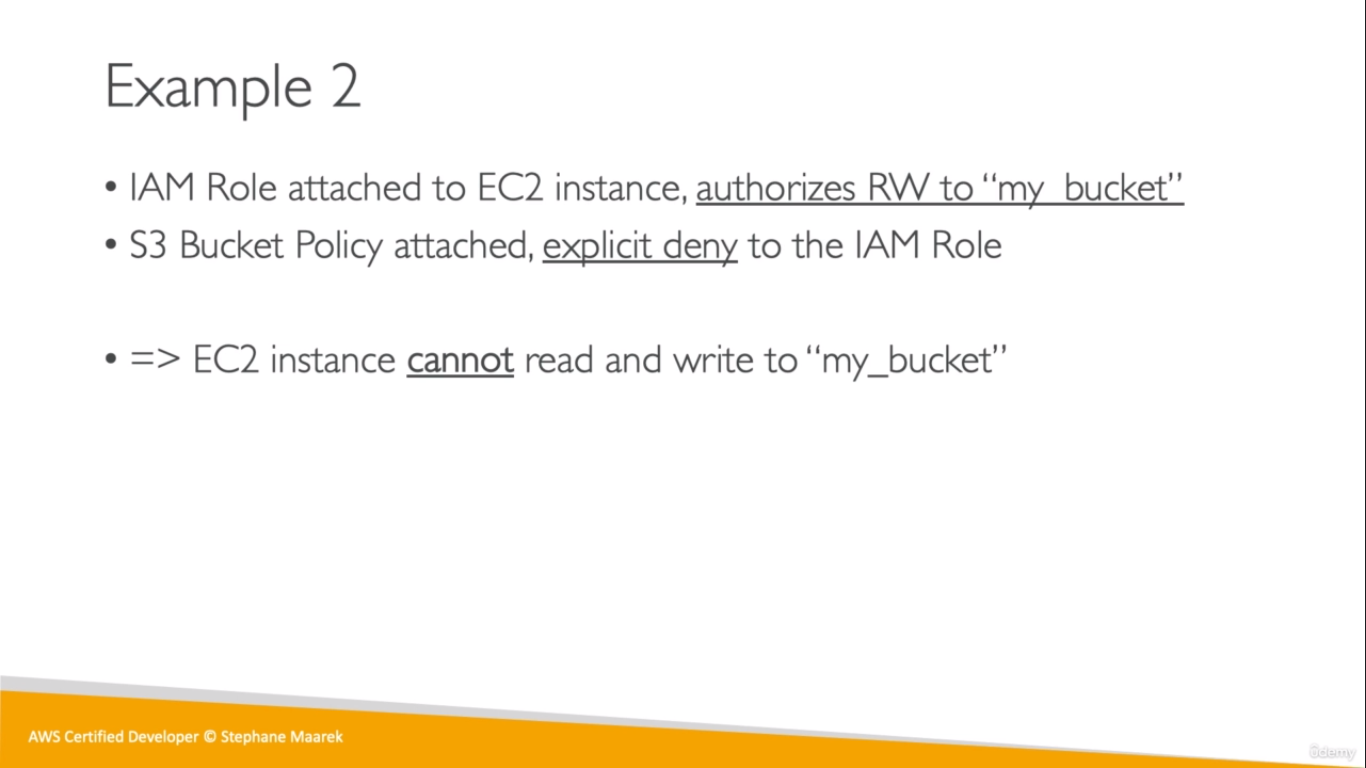 Example 2
• IAM Role attached to EC2 instance, authorizes RW to “my_bucket”
• S3 Bucket Policy attached, explicit deny to the IAM Role
• => EC2 instance cannot read and write to “my_bucket”
AWS Certified Developer © Stephane Maarek
ûdemy